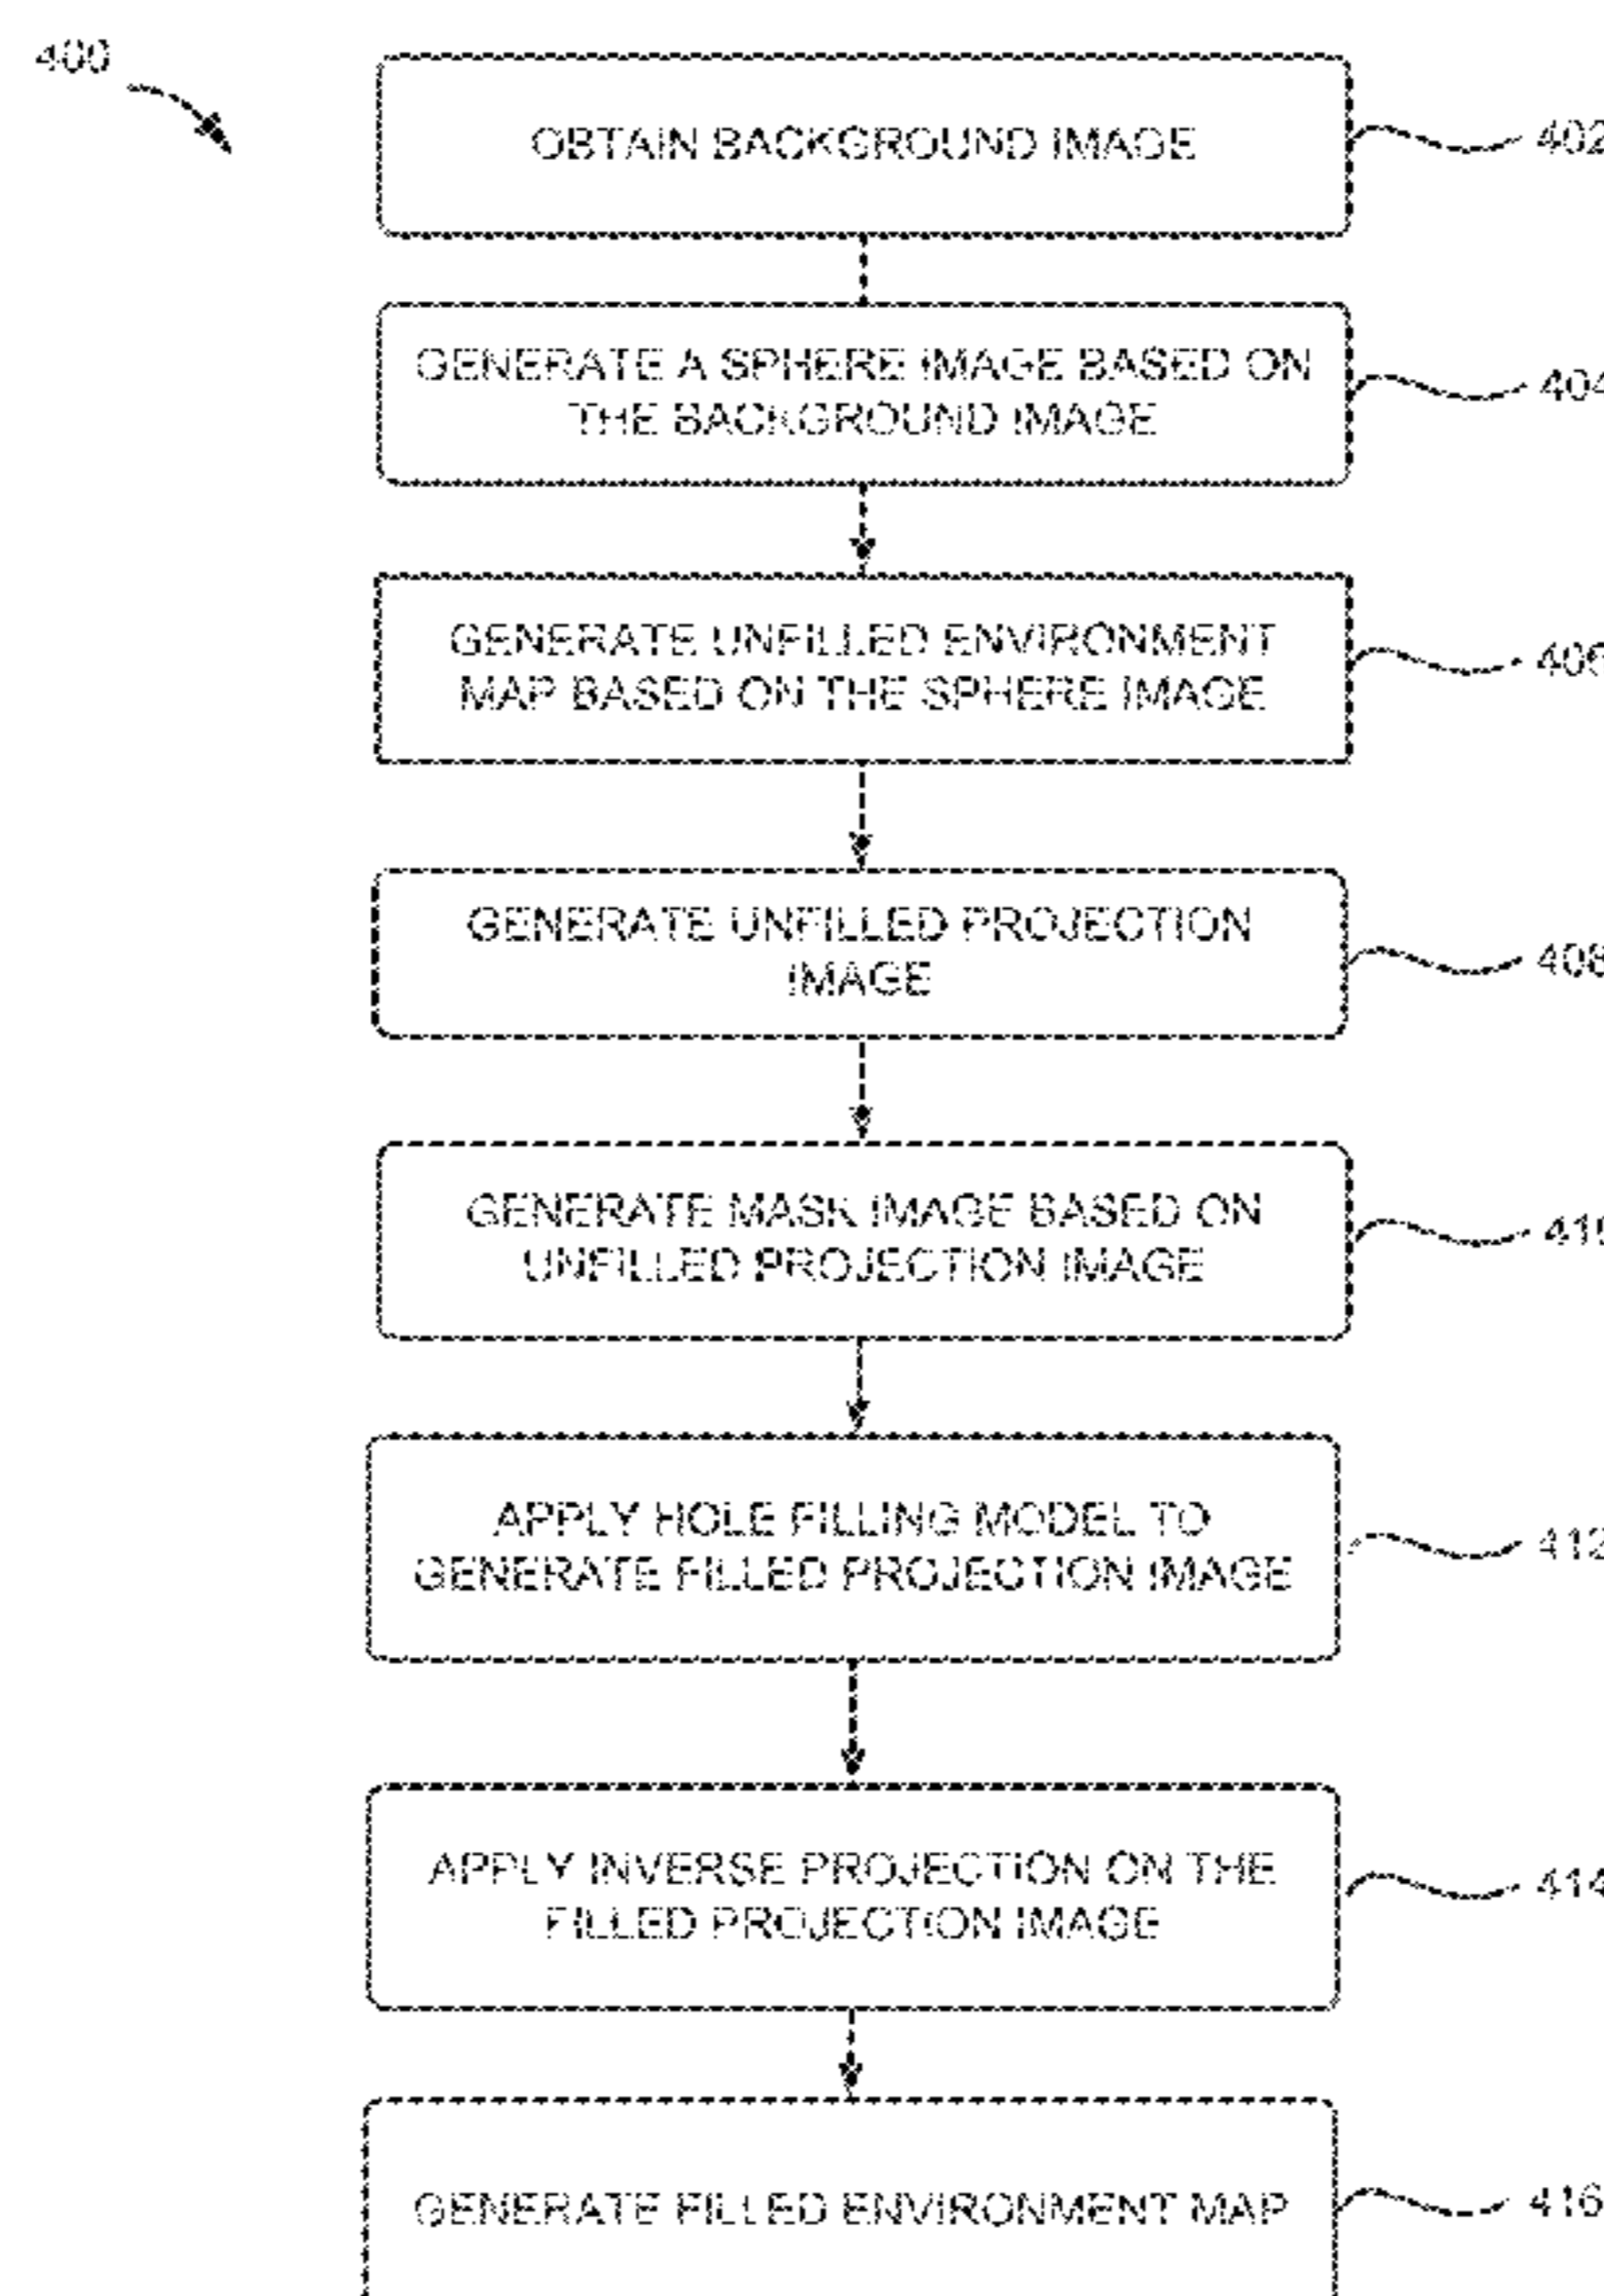 400
OBTAIN BACKGROUND IMAGE
402
GENERATE A SPHERE IMAGE BASED ON
THE BACKGROUND IMAGE
404
GENERATE UNFILLED ENVIRONMENT
MAP BASED ON THE SPHERE IMAGE
406
GENERATE UNFILLED PROJECTION
IMAGE
408
GENERATE MASK IMAGE BASED ON
UNFILLED PROJECTION IMAGE
410
APPLY HOLE FILLING MODEL TO
GENERATE FILLED PROJECTION IMAGE
412
APPLY INVERSE PROJECTION ON THE
FILLED PROJECTION IMAGE
414
GENERATE FILLED ENVIRONMENT MAP
416